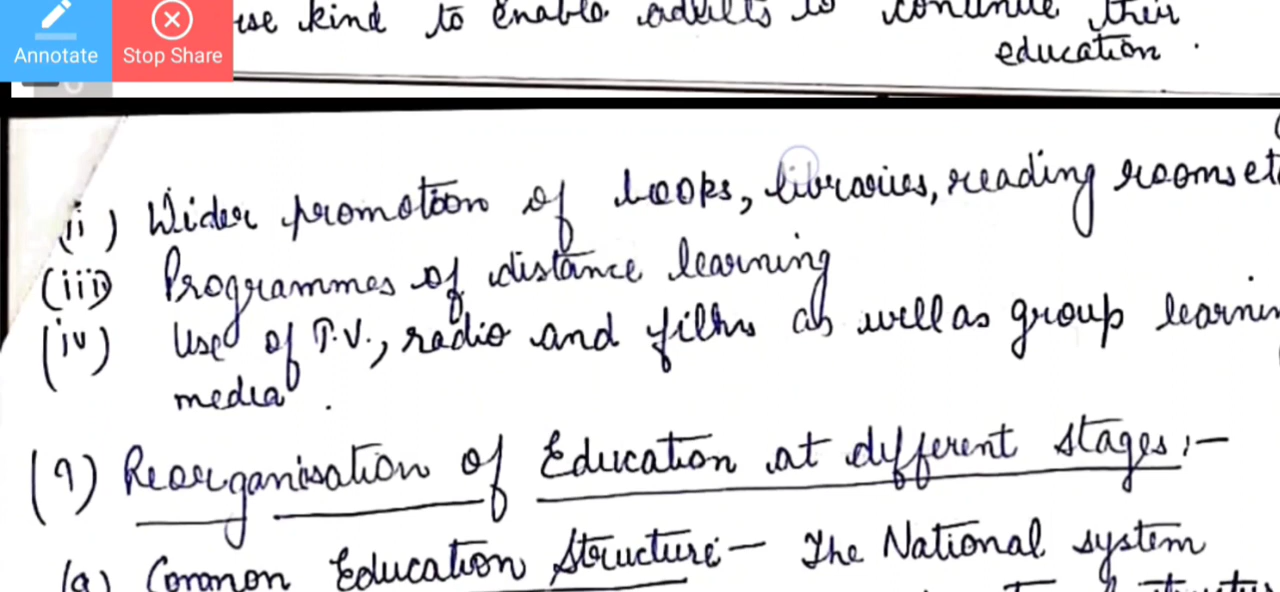 use kind to enable adults to continue their
education.
Annotate
Stop Share
(ii) Wider promotion of books, libraries, reading rooms et
(iii) Programmes of distance learning
(iv) Use of T.V., radio and films as well as group learnin
media.
(9) Reorganisation of Education at different stages :-
(a) Common Education Structure:- The National system